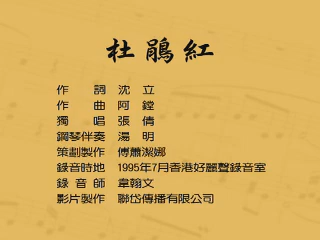 杜鵑紅
作 詞 沈 立
作 曲 阿 鏜
獨 唱 張 倩
鋼琴伴奏 湯 明
策劃製作 傅蕭潔娜
錄音時地 1995年7月香港好麗聲錄音室
錄 音 師 韋翰文
影片製作 聯岱傳播有限公司